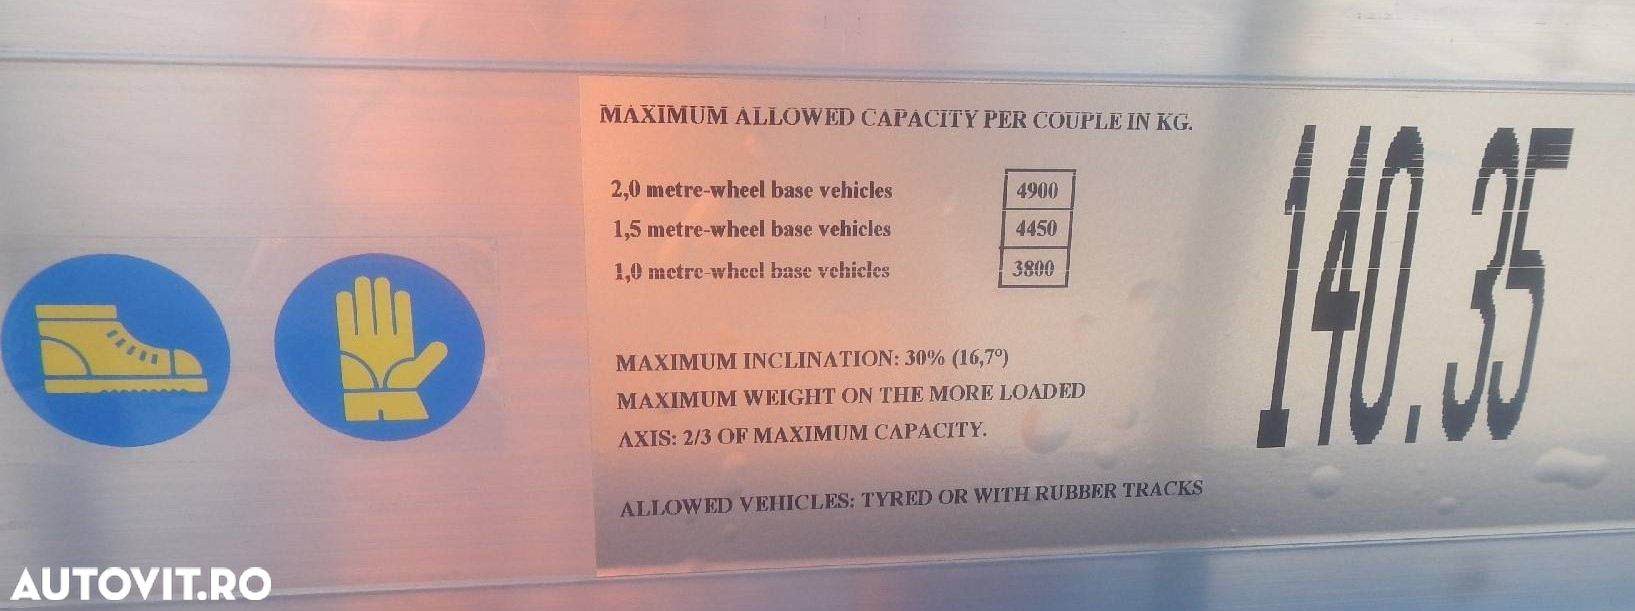 MAXIMUM ALLOWED CAPACITY PER COUPLE IN KG.
2,0 metre-wheel base vehicles 4900
1,5 metre-wheel base vehicles 4450
1,0 metre-wheel base vehicles 3800
140.35
MAXIMUM INCLINATION: 30% (16,7º)
MAXIMUM WEIGHT ON THE MORE LOADED
AXIS: 2/3 OF MAXIMUM CAPACITY.
ALLOWED VEHICLES: TYRED OR WITH RUBBER TRACKS
AUTOVIT.RO